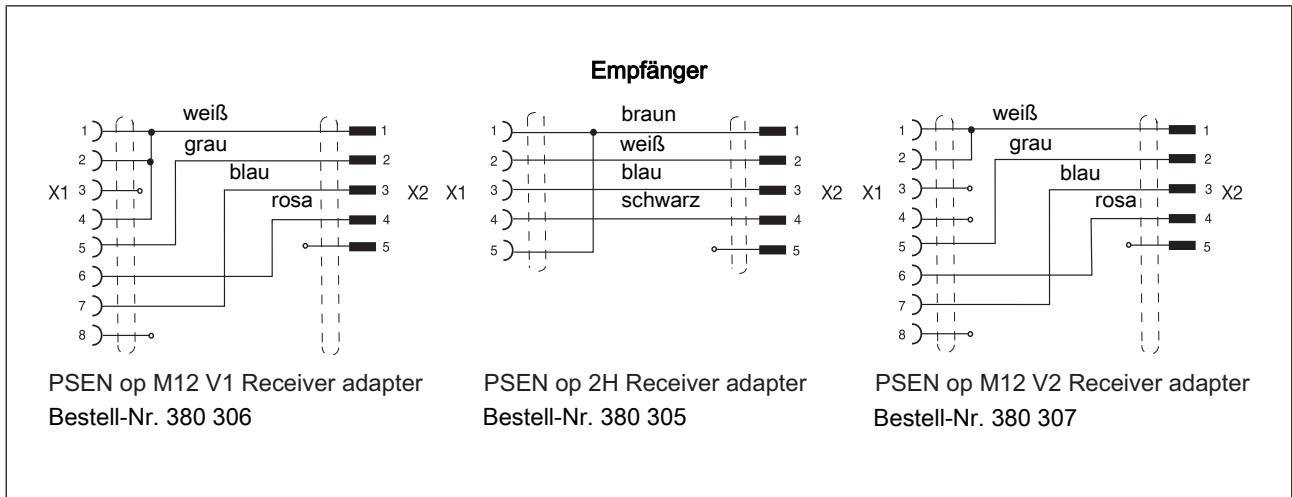 Empfänger
weiß
grau
blau
rosa
X1
1
2
3
4
5
6
7
8
X2
1
2
3
4
5
PSEN op M12 V1 Receiver adapter
Bestell-Nr. 380 306
braun
weiß
blau
schwarz
X1
1
2
3
4
5
X2
1
2
3
4
5
PSEN op 2H Receiver adapter
Bestell-Nr. 380 305
weiß
grau
blau
rosa
X1
1
2
3
4
5
6
7
8
X2
1
2
3
4
5
PSEN op M12 V2 Receiver adapter
Bestell-Nr. 380 307